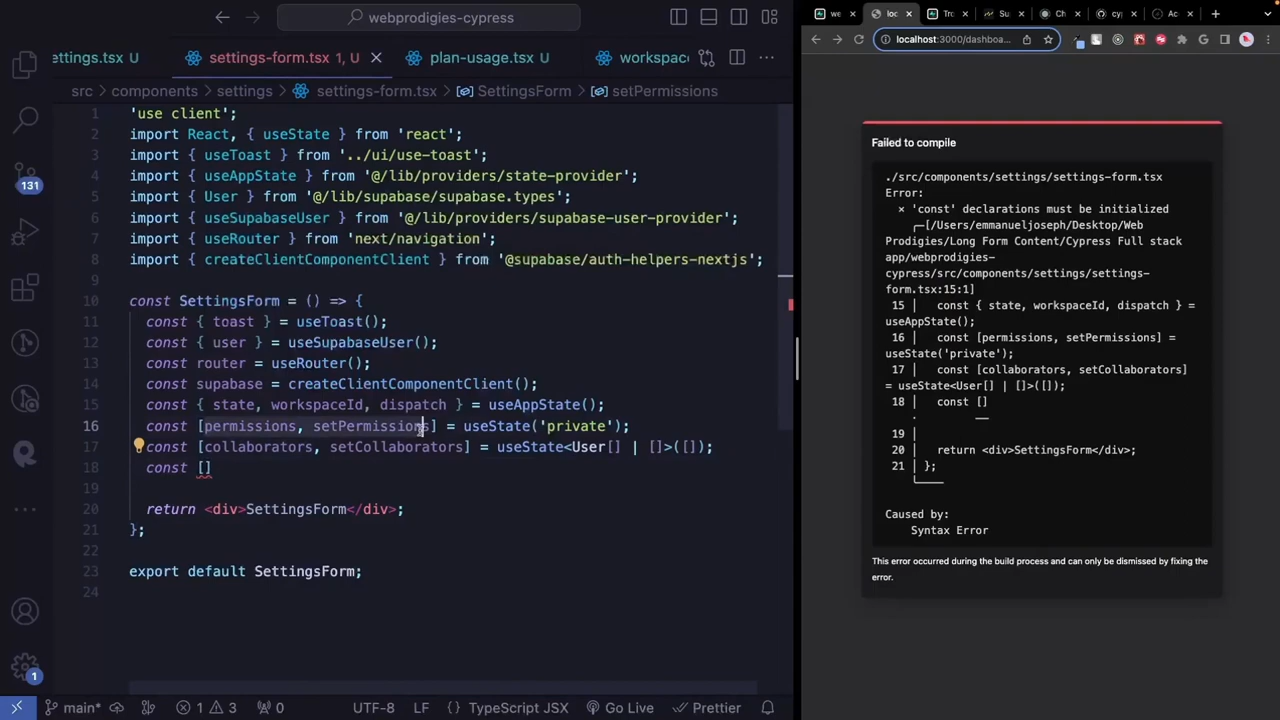 webprodigies-cypress
ettings.tsx U
settings-form.tsx 1, U
plan-usage.tsx U
workspac
src
components
settings
settings-form.tsx
SettingsForm
setPermissions
1 'use client';
2 import React, { useState } from 'react';
3 import { useToast } from '../ui/use-toast';
4 import { useAppState } from '@/lib/providers/state-provider';
5 import { User } from '@/lib/supabase/supabase.types';
6 import { useSupabaseUser } from '@/lib/providers/supabase-user-provider';
7 import { useRouter } from 'next/navigation';
8 import { createClientComponentClient } from '@supabase/auth-helpers-nextjs';
9
10 const SettingsForm = () => {
11 const { toast } = useToast();
12 const { user } = useSupabaseUser();
13 const router = useRouter();
14 const supabase = createClientComponentClient();
15 const { state, workspaceId, dispatch } = useAppState();
16 const [permissions, setPermissions] = useState('private');
17 const [collaborators, setCollaborators] = useState<User[] | []>([]);
18 const []
19
20 return <div>SettingsForm</div>;
21 };
22
23 export default SettingsForm;
24
131
1
main*
1
3
0
UTF-8
LF
{} TypeScript JSX
Go Live
Prettier
we
loc
Tro
Su
Ch
cyp
Ac
localhost:3000/dashboa...
Failed to compile
./src/components/settings/settings-form.tsx
Error:
× 'const' declarations must be initialized
[/Users/emmanueljoseph/Desktop/Web
Prodigies/Long Form Content/Cypress Full stack
app/webprodigies-
cypress/src/components/settings/settings-
form.tsx:15:1]
15 | const { state, workspaceId, dispatch } =
useAppState();
16 | const [permissions, setPermissions] =
useState('private');
17 | const [collaborators, setCollaborators]
= useState<User[] | []>([]);
18 | const []
19 |
20 | return <div>SettingsForm</div>;
21 | };
Caused by:
Syntax Error
This error occurred during the build process and can only be dismissed by fixing the
error.